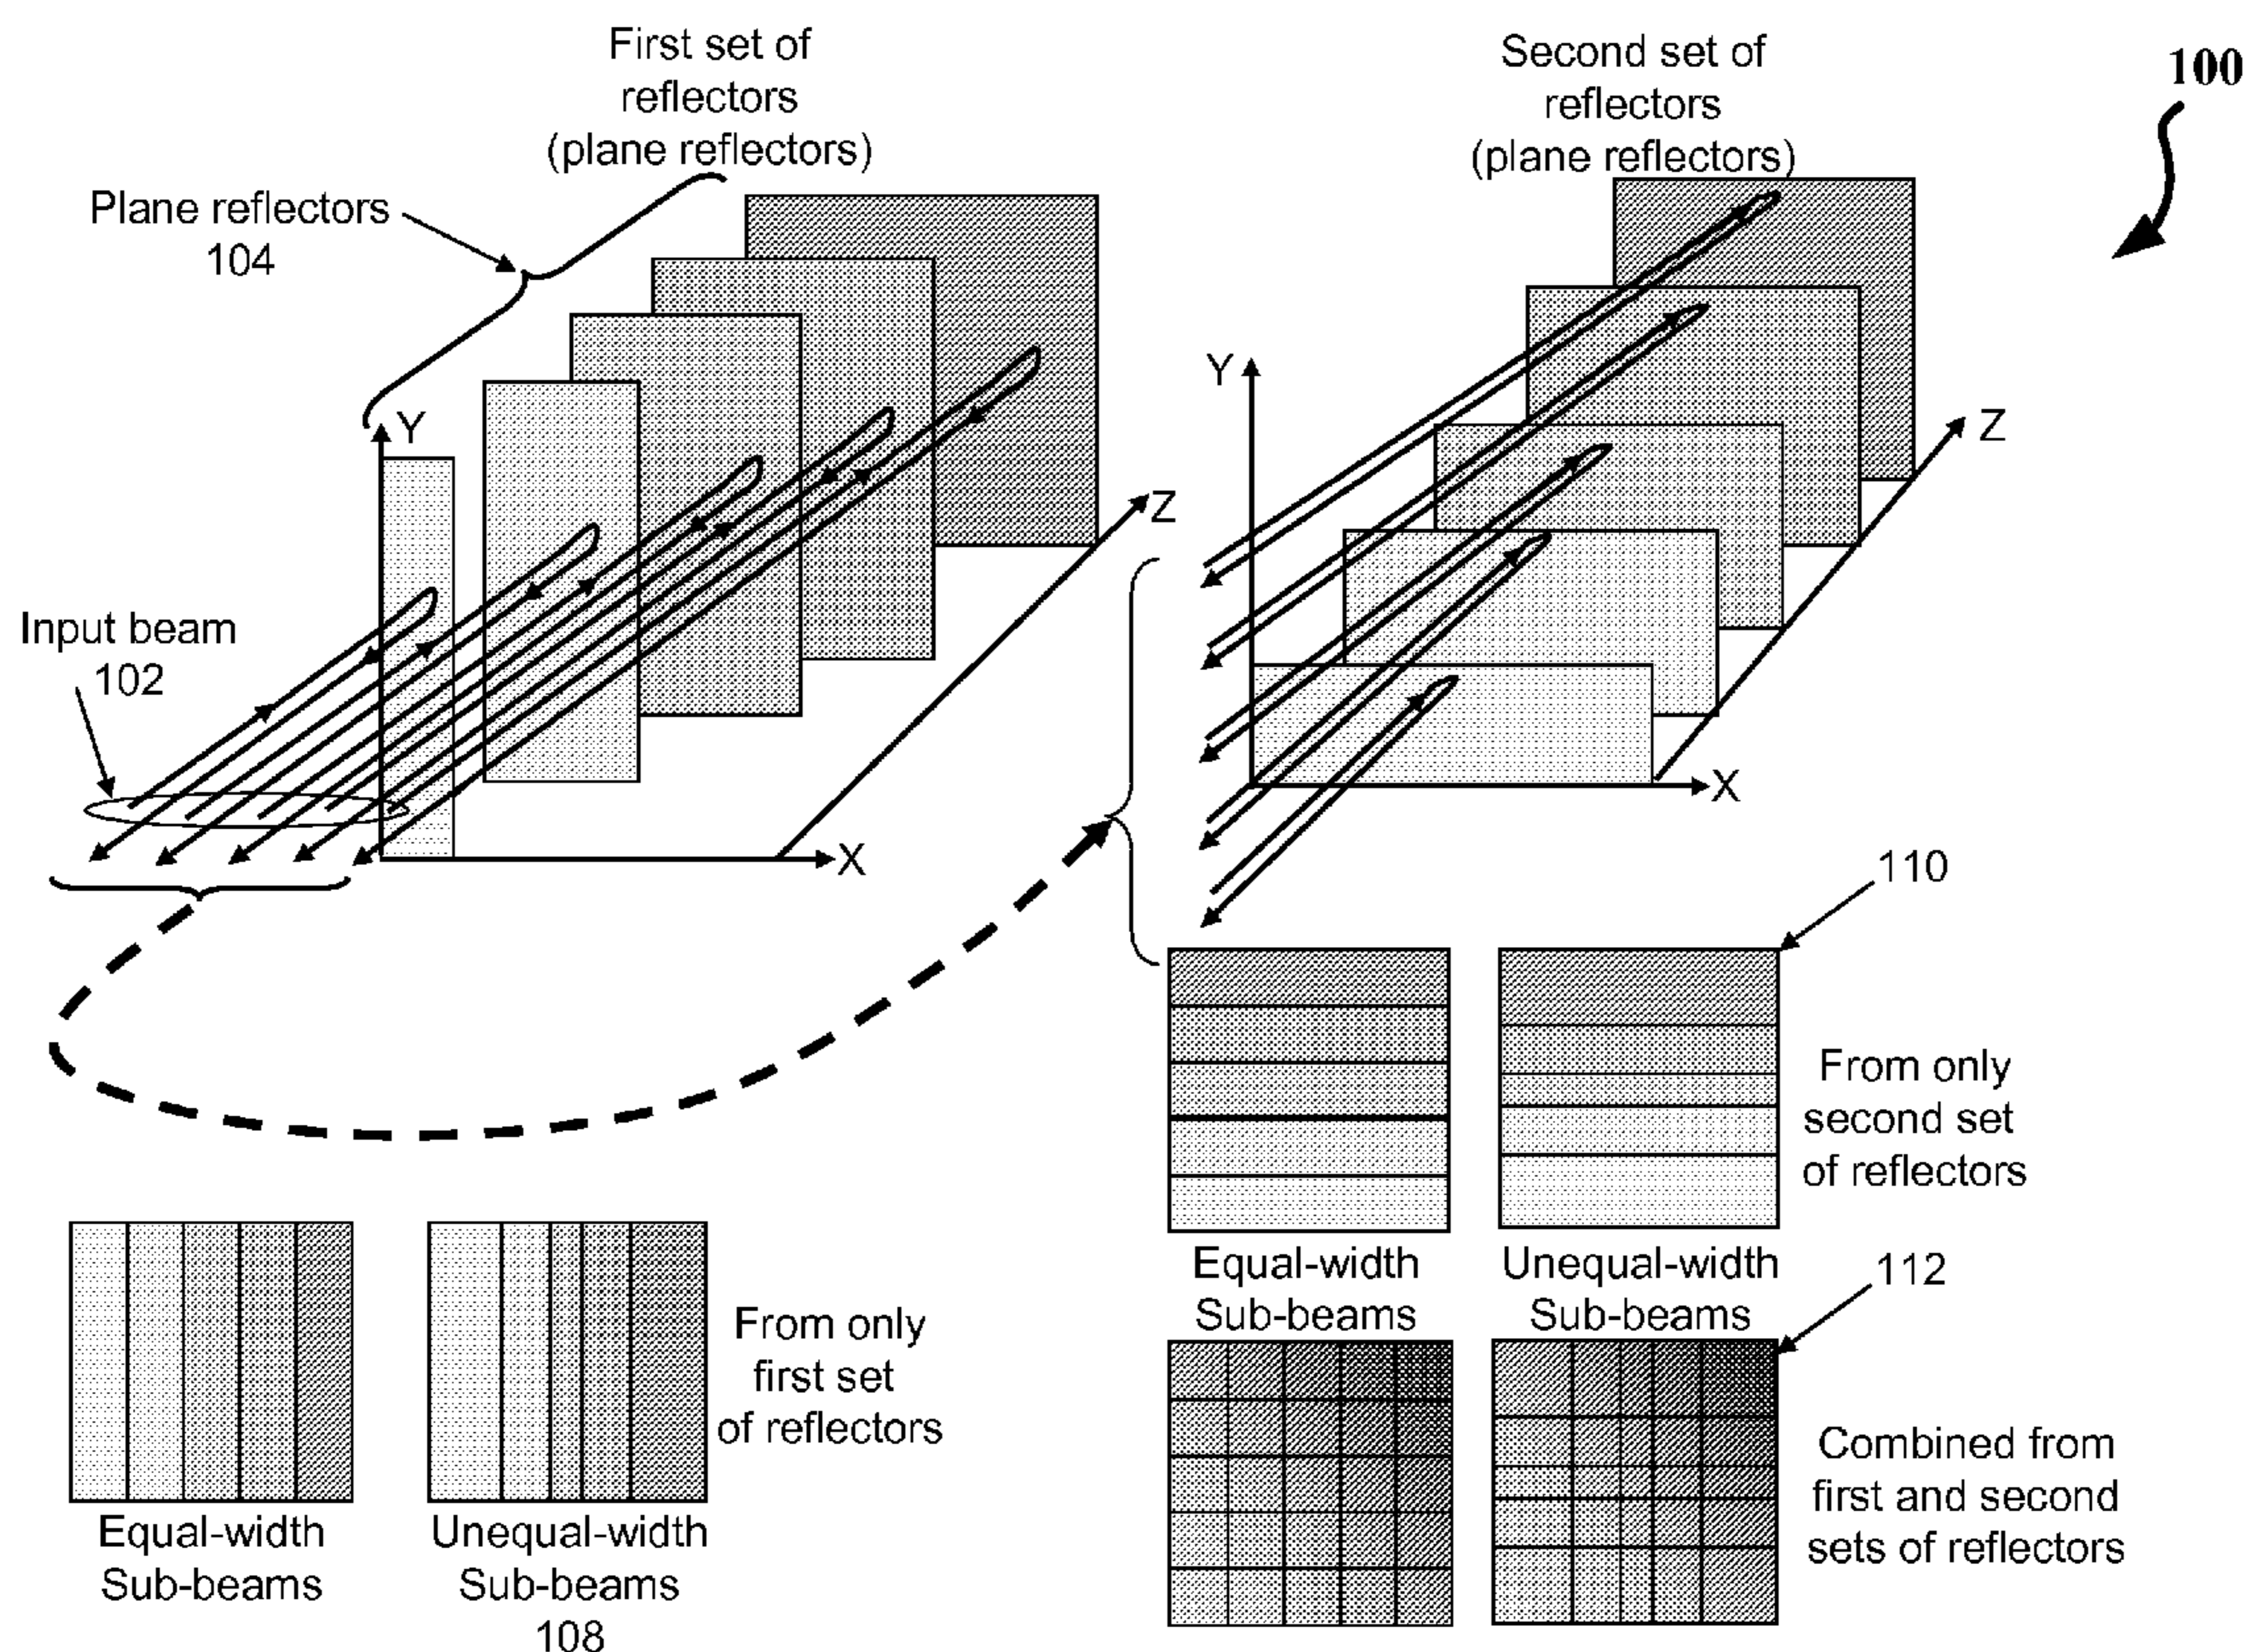 First set of
reflectors
(plane reflectors)
Second set of
reflectors
(plane reflectors)
100
Plane reflectors
104
Y
Z
X
Input beam
102
Y
Z
X
110
From only
second set
of reflectors
Equal-width
Sub-beams
Unequal-width
Sub-beams
112
From only
first set
of reflectors
Equal-width
Sub-beams
Unequal-width
Sub-beams
108
Combined from
first and second
sets of reflectors